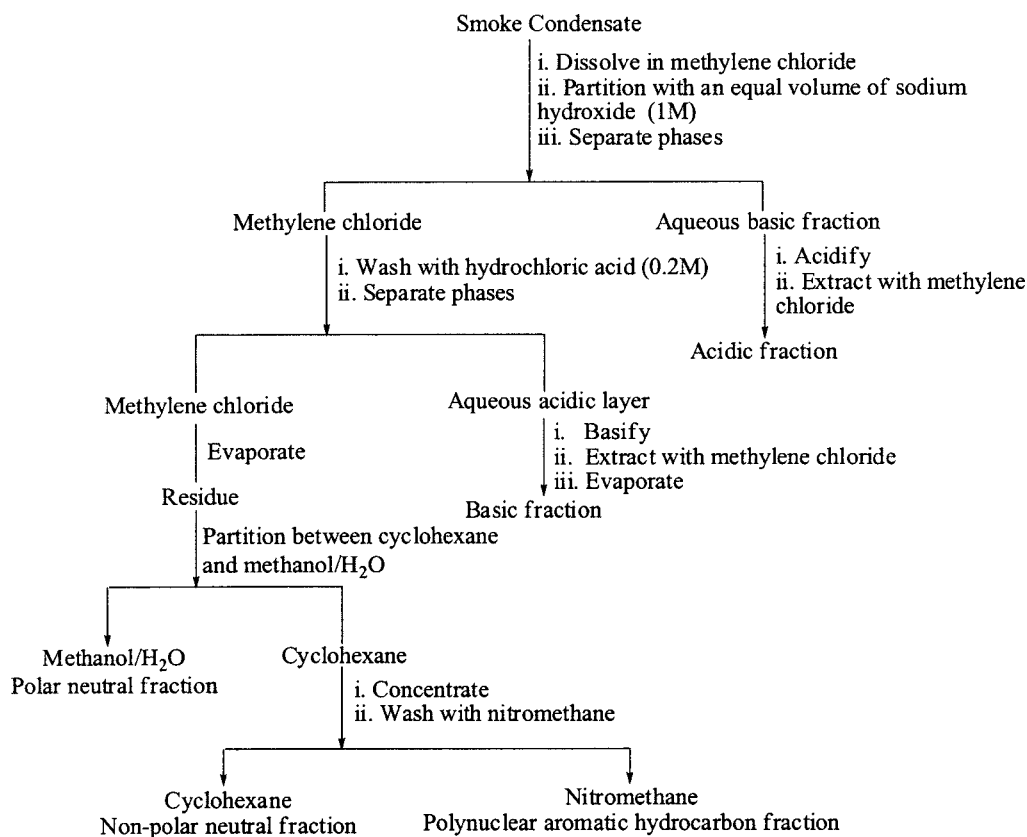 Smoke Condensate
i. Dissolve in methylene chloride
ii. Partition with an equal volume of sodium
hydroxide (1M)
iii. Separate phases
Methylene chloride
i. Wash with hydrochloric acid (0.2M)
ii. Separate phases
Aqueous basic fraction
i. Acidify
ii. Extract with methylene
chloride
Acidic fraction
Methylene chloride
Evaporate
Residue
Partition between cyclohexane
and methanol/H₂O
Aqueous acidic layer
i. Basify
ii. Extract with methylene chloride
iii. Evaporate
Basic fraction
Methanol/H₂O
Polar neutral fraction
Cyclohexane
i. Concentrate
ii. Wash with nitromethane
Cyclohexane
Non-polar neutral fraction
Nitromethane
Polynuclear aromatic hydrocarbon fraction